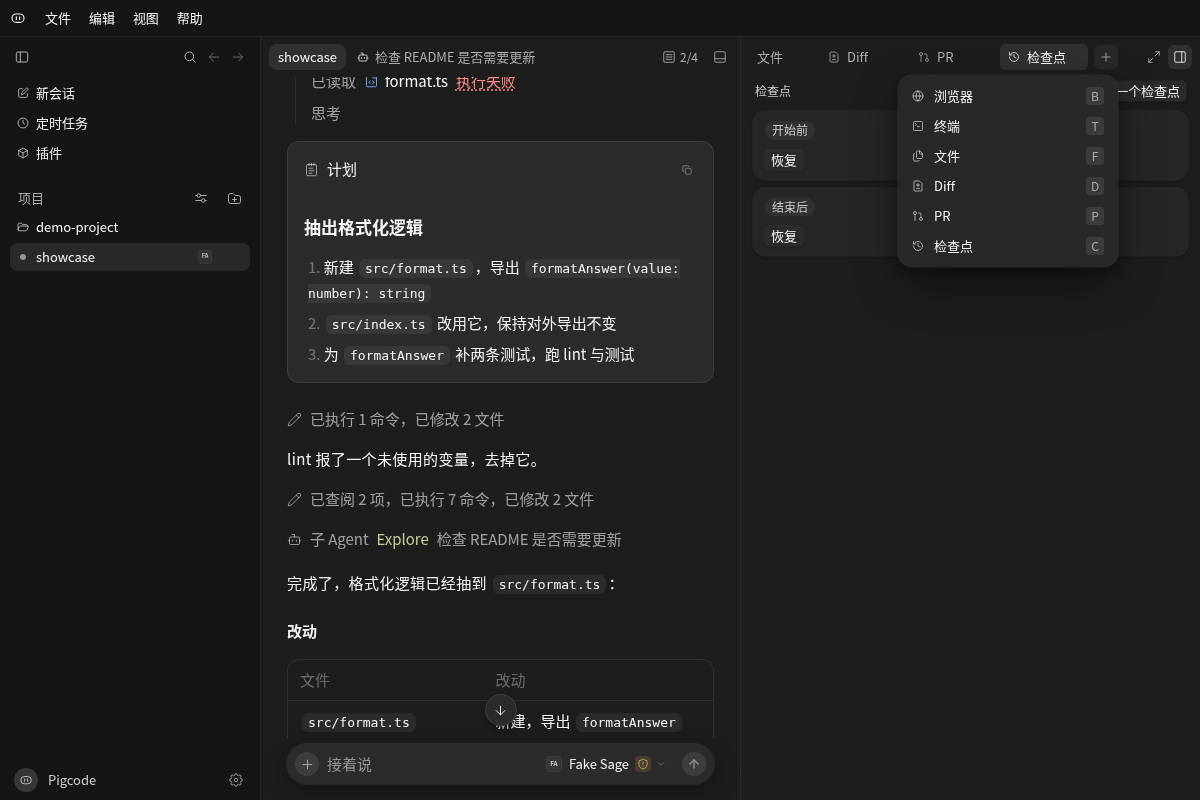 文件 编辑 视图 帮助
新会话
定时任务
插件
项目
demo-project
showcase FA
Pigcode
showcase 检查 README 是否需要更新 2/4
已读取 format.ts 执行失败
思考
计划
抽出格式化逻辑
1. 新建 src/format.ts ，导出 formatAnswer(value:
number): string
2. src/index.ts 改用它，保持对外导出不变
3. 为 formatAnswer 补两条测试，跑 lint 与测试
已执行 1 命令，已修改 2 文件
lint 报了一个未使用的变量，去掉它。
已查阅 2 项，已执行 7 命令，已修改 2 文件
子 Agent Explore 检查 README 是否需要更新
完成了，格式化逻辑已经抽到 src/format.ts ：
改动
文件 改动
src/format.ts 新建，导出 formatAnswer
接着说 FA Fake Sage
文件 Diff PR 检查点
检查点 一个检查点
开始前
恢复
结束后
恢复
浏览器 B
终端 T
文件 F
Diff D
PR P
检查点 C